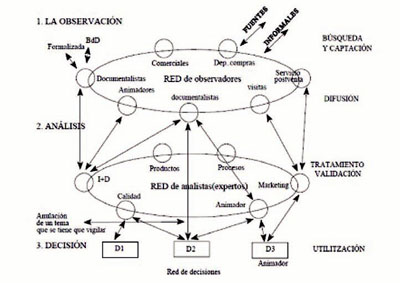 1. LA OBSERVACIÓN
FUENTES
INFORMALES
BdD
Formalizada
BÚSQUEDA
Y CAPTACIÓN
Comerciales
Dep. compras
Documentalistas
RED de observadores
Servicio
postventa
Animadores
visitas
documentalistas
DIFUSIÓN
2. ANÁLISIS
TRATAMIENTO
VALIDACIÓN
Productos
Procesos
I+D
RED de analistas(expertos)
Marketing
Calidad
Animador
Anulación
de un tema
que se tiene que vigilar
3. DECISIÓN
D1
D2
D3
UTILITZACIÓN
Animador
Red de decisiones